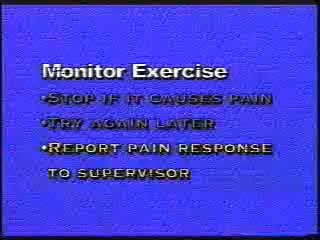 Monitor Exercise
•STOP IF IT CAUSES PAIN
•TRY AGAIN LATER
•REPORT PAIN RESPONSE
TO SUPERVISOR